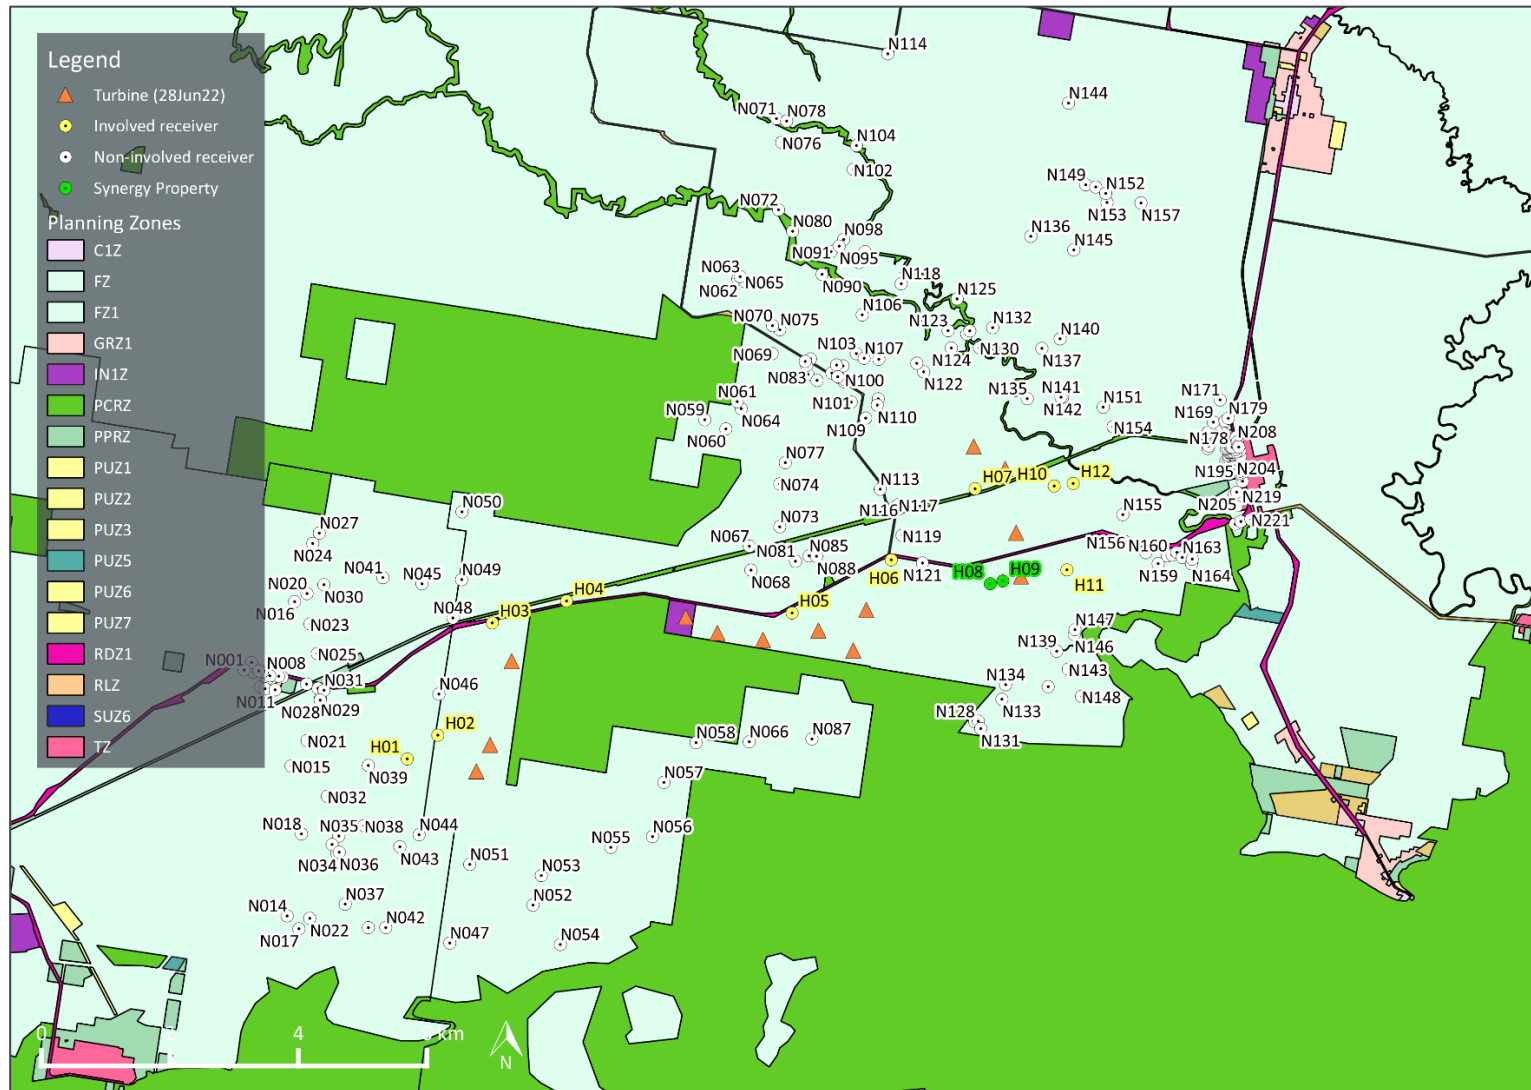 Legend
Turbine (28Jun22)
Involved receiver
Non-involved receiver
Synergy Property
Planning Zones
C1Z
FZ
FZ1
GRZ1
IN1Z
PCRZ
PPRZ
PUZ1
PUZ2
PUZ3
PUZ5
PUZ6
PUZ7
RDZ1
RLZ
SUZ6
TZ
N114
N144
N071 N078
N076
N104
N102
N149 N152
N153 N157
N072
N080
N098
N091 N095
N136
N145
N063
N065
N062
N090
N118
N125
N106
N070 N075
N123
N132
N140
N069
N103 N107
N124
N130
N137
N083
N100
N122
N061
N101
N135
N141
N142
N151
N171
N059
N064
N110
N060
N109
N154
N169 N179
N178
N208
N077
N074
N113
H07 H10 H12
N195 N204
N050
N116 N117
N155
N205 N219
N221
N027
N073
N024
N067
N119
N081 N085
N156 N160 N163
N041
N045
N049
N088
H06
N121
H08 H09
N159 N164
N020
N030
N068
H11
N016
H04
N048
H03
H05
N023
N147
N139
N146
N025
N001
N008
N143
N031
N134
N011
N046
N148
N028 N029
N133
N128
N131
N021
H02
N058
N066
N087
H01
N015
N039
N057
N032
N018
N035 N038
N044
N056
N055
N034
N036
N043
N051
N053
N037
N052
N014
N022
N042
N017
N047
N054
0
4
km
N